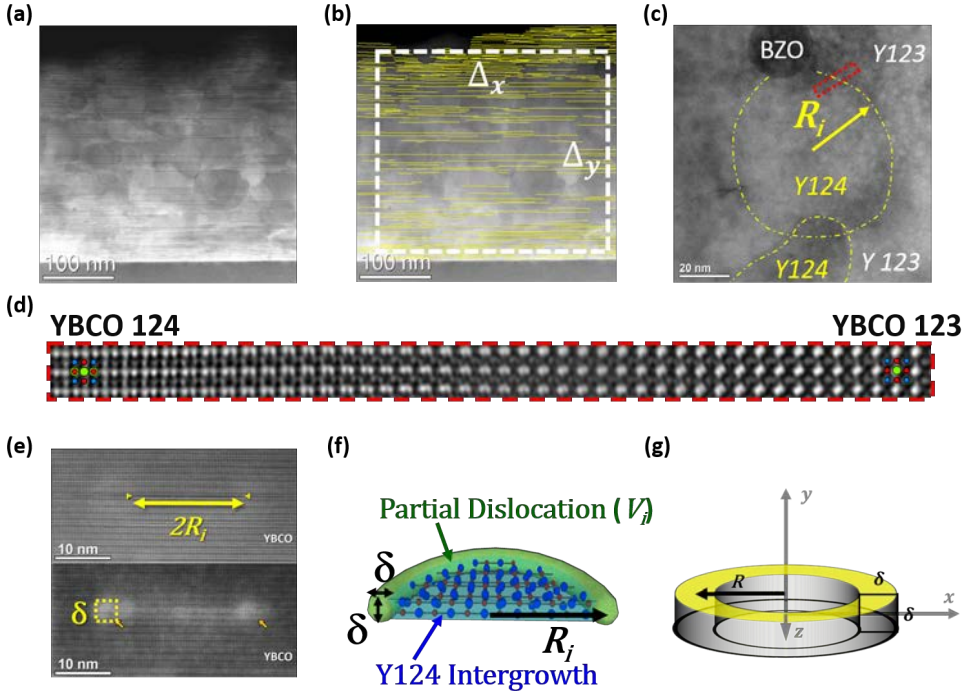 (a)
100 nm
(b)
Δx
Δy
100 nm
(c)
BZO
Y123
Ri
Y124
Y124
Y 123
20 nm
(d)
YBCO 124
YBCO 123
(e)
2Ri
10 nm
YBCO
δ
10 nm
YBCO
(f)
Partial Dislocation ( Vi)
δ
δ
Ri
Y124 Intergrowth
(g)
y
R
δ
δ
x
z